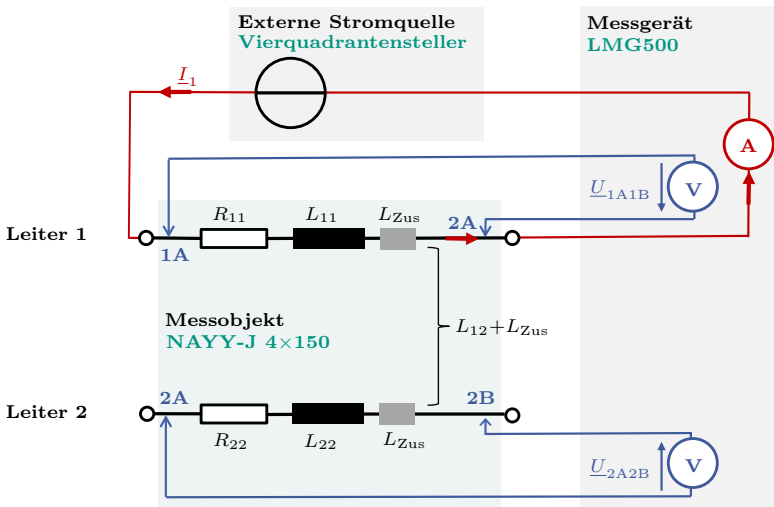 Externe Stromquelle
Vierquadrantensteller
Messgerät
LMG500
I1
A
U1A1B
V
R11
L11
LZus
2A
Leiter 1
1A
Messobjekt
NAYY-J 4×150
L12+LZus
2A
2B
Leiter 2
R22
L22
LZus
U2A2B
V